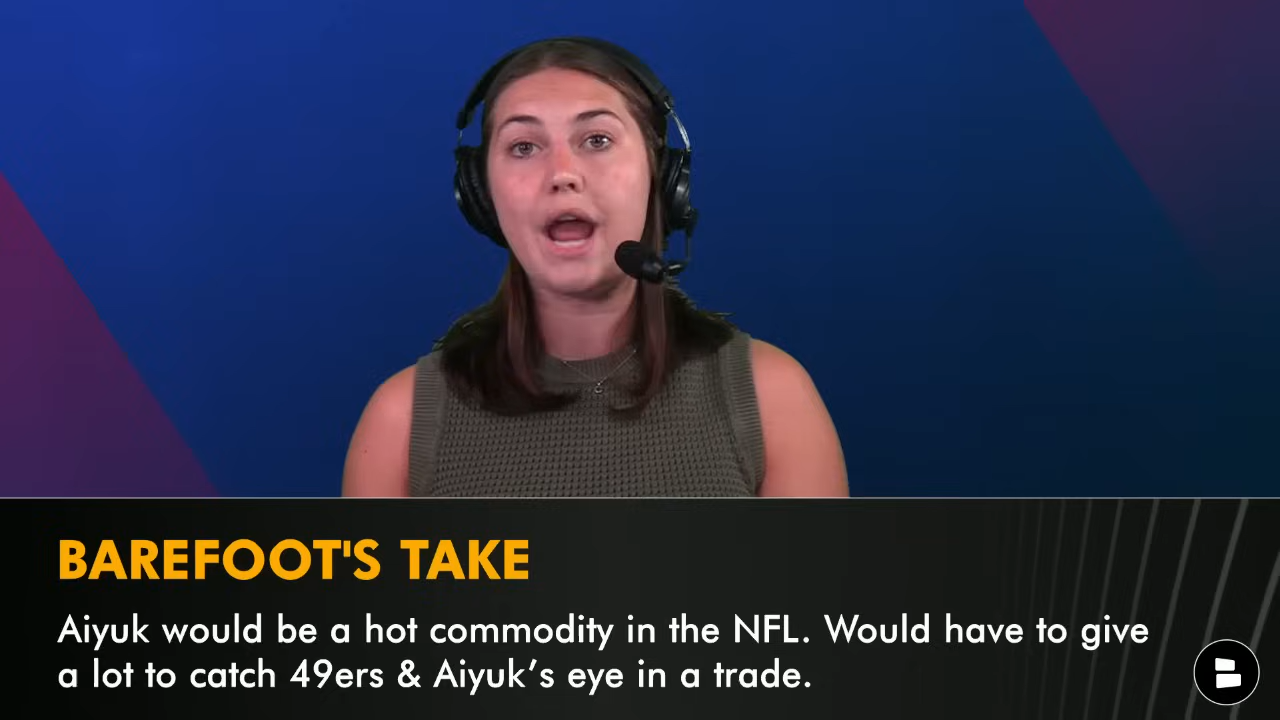 BAREFOOT'S TAKE
Aiyuk would be a hot commodity in the NFL. Would have to give
a lot to catch 49ers & Aiyuk’s eye in a trade.